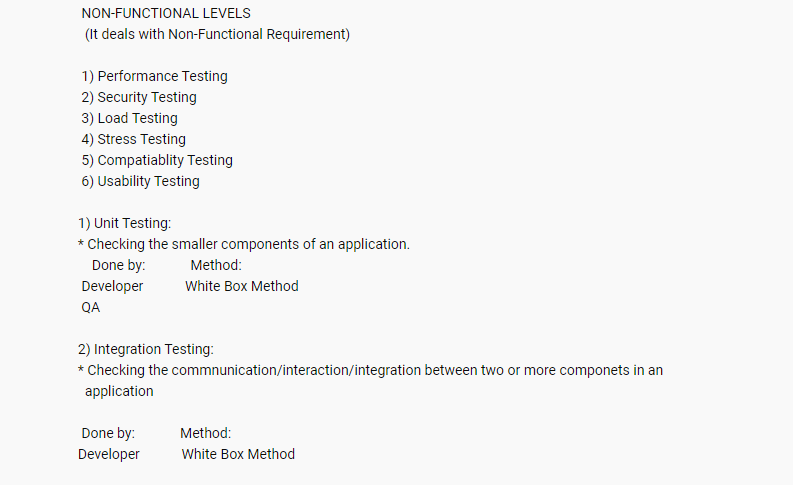 NON-FUNCTIONAL LEVELS
(It deals with Non-Functional Requirement)
1) Performance Testing
2) Security Testing
3) Load Testing
4) Stress Testing
5) Compatiablity Testing
6) Usability Testing
1) Unit Testing:
* Checking the smaller components of an application.
Done by: Method:
Developer White Box Method
QA
2) Integration Testing:
* Checking the commnunication/interaction/integration between two or more componets in an
application
Done by: Method:
Developer White Box Method